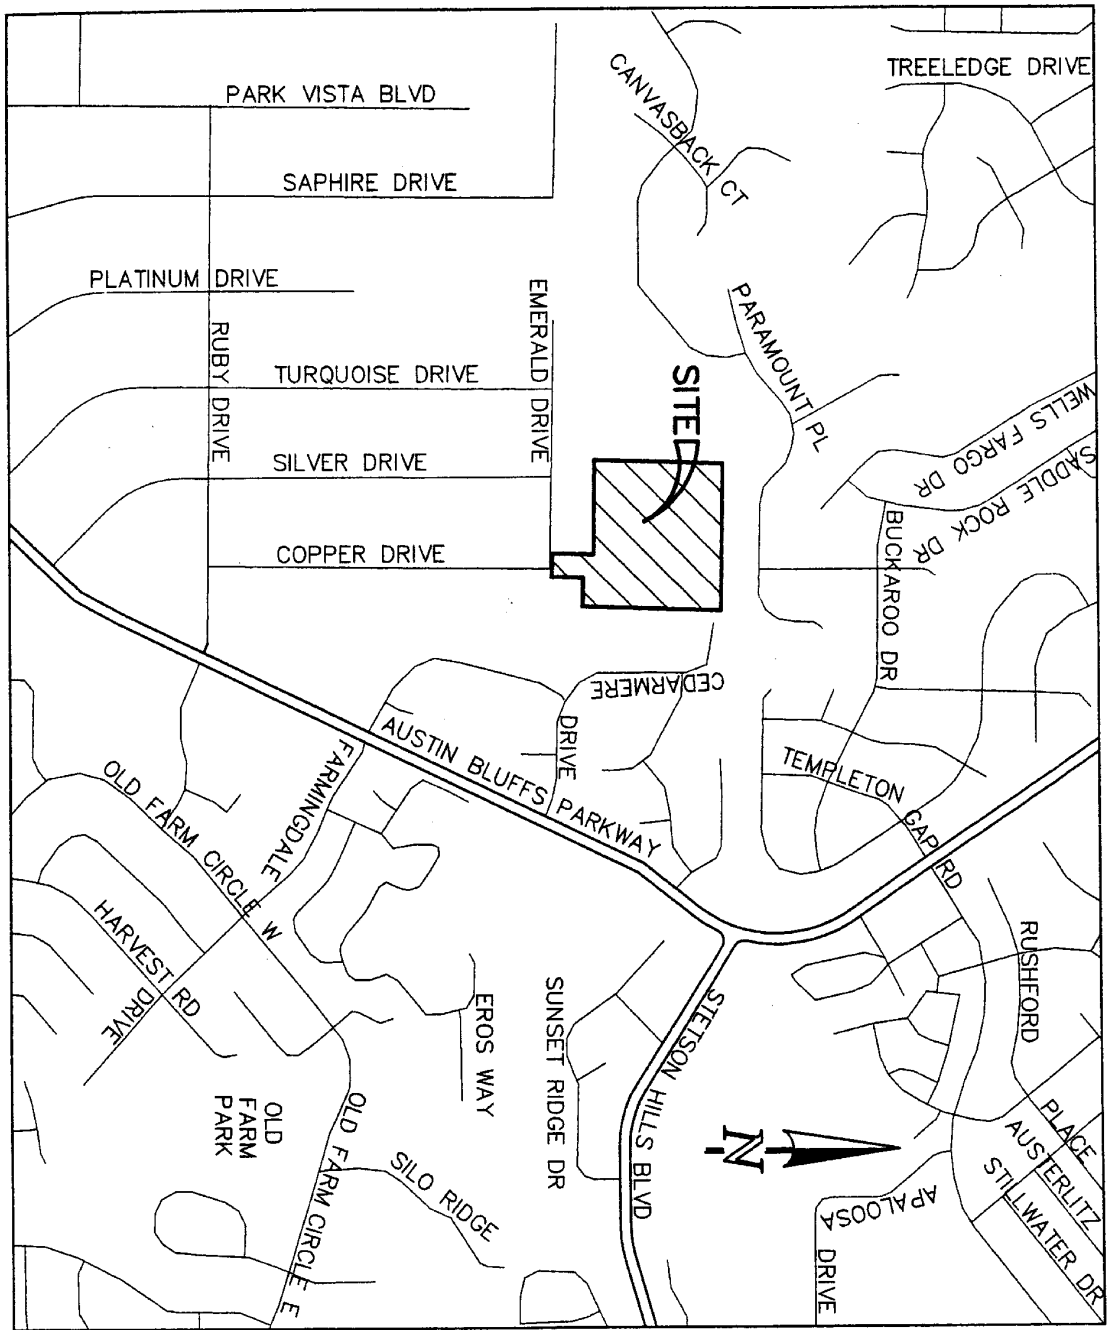 TREELEDGE DRIVE
CANVASBACK CT
PARK VISTA BLVD
SAPHIRE DRIVE
PLATINUM DRIVE
EMERALD DRIVE
PARAMOUNT PL
RUBY DRIVE
TURQUOISE DRIVE
SITE
WELLS FARGO DR
SADDLE ROCK DR
SILVER DRIVE
BUCKAROO DR
COPPER DRIVE
CEDARMERE
DRIVE
AUSTIN BLUFFS PARKWAY
TEMPLETON GAP RD
FARMINGDALE
DRIVE
OLD FARM CIRCLE W
HARVEST RD
RUSHFORD
PLACE
EROS WAY
SUNSET RIDGE DR
STETSON HILLS BLVD
N
AUSTERLITZ
STILLWATER DR
APALOOSA
DRIVE
OLD
FARM
PARK
OLD FARM CIRCLE E
SILO RIDGE